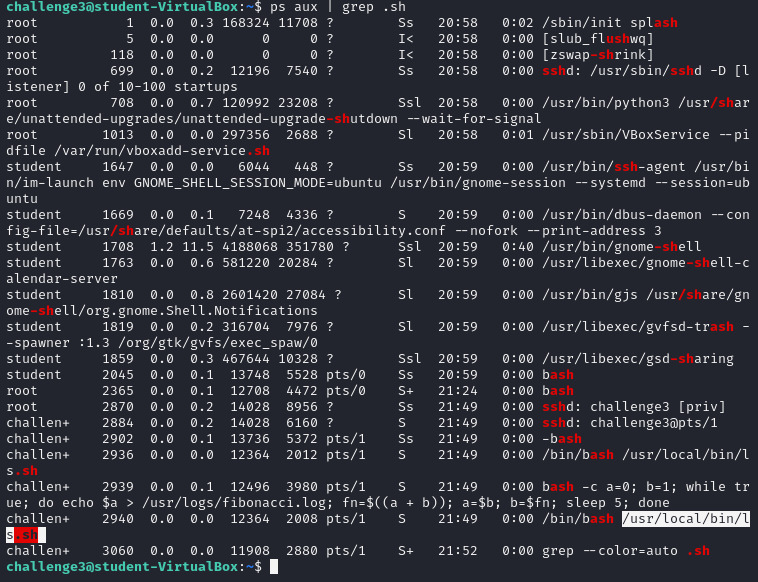 challenge3@student-VirtualBox:~$ ps aux | grep .sh
root           1  0.0  0.3 168324 11708 ?        Ss   20:58   0:02 /sbin/init splash
root           5  0.0  0.0      0     0 ?        I<   20:58   0:00 [slub_flushwq]
root         118  0.0  0.0      0     0 ?        I<   20:58   0:00 [zswap-shrink]
root         699  0.0  0.2  12196  7540 ?        Ss   20:58   0:00 sshd: /usr/sbin/sshd -D [l
istener] 0 of 10-100 startups
root         708  0.0  0.7 120992 23208 ?        Ssl  20:58   0:00 /usr/bin/python3 /usr/shar
e/unattended-upgrades/unattended-upgrade-shutdown --wait-for-signal
root        1013  0.0  0.0 297356  2688 ?        Sl   20:58   0:01 /usr/sbin/VBoxService --pi
dfile /var/run/vboxadd-service.sh
student     1647  0.0  0.0   6044   448 ?        Ss   20:59   0:00 /usr/bin/ssh-agent /usr/bi
n/im-launch env GNOME_SHELL_SESSION_MODE=ubuntu /usr/bin/gnome-session --systemd --session=ub
untu
student     1669  0.0  0.1   7248  4336 ?        S    20:59   0:00 /usr/bin/dbus-daemon --con
fig-file=/usr/share/defaults/at-spi2/accessibility.conf --nofork --print-address 3
student     1708  1.2 11.5 4188068 351780 ?      Ssl  20:59   0:40 /usr/bin/gnome-shell
student     1763  0.0  0.6 581220 20284 ?        Sl   20:59   0:00 /usr/libexec/gnome-shell-c
alendar-server
student     1810  0.0  0.8 2601420 27084 ?       Sl   20:59   0:00 /usr/bin/gjs /usr/share/gn
ome-shell/org.gnome.Shell.Notifications
student     1819  0.0  0.2 316704  7976 ?        Sl   20:59   0:00 /usr/libexec/gvfsd-trash -
-spawner :1.3 /org/gtk/gvfs/exec_spaw/0
student     1859  0.0  0.3 467644 10328 ?        Ssl  20:59   0:00 /usr/libexec/gsd-sharing
student     2045  0.0  0.1  13748  5528 pts/0    Ss   20:59   0:00 bash
root        2365  0.0  0.1  12708  4472 pts/0    S+   21:24   0:00 bash
root        2870  0.0  0.2  14028  8956 ?        Ss   21:49   0:00 sshd: challenge3 [priv]
challen+    2884  0.0  0.2  14028  6160 ?        S    21:49   0:00 sshd: challenge3@pts/1
challen+    2902  0.0  0.1  13736  5372 pts/1    Ss   21:49   0:00 -bash
challen+    2936  0.0  0.0  12364  2012 pts/1    S    21:49   0:00 /bin/bash /usr/local/bin/l
s.sh
challen+    2939  0.0  0.1  12496  3980 pts/1    S    21:49   0:00 bash -c a=0; b=1; while tr
ue; do echo $a > /usr/logs/fibonacci.log; fn=$((a + b)); a=$b; b=$fn; sleep 5; done
challen+    2940  0.0  0.0  12364  2008 pts/1    S    21:49   0:00 /bin/bash /usr/local/bin/l
s.sh
challen+    3060  0.0  0.0  11908  2880 pts/1    S+   21:52   0:00 grep --color=auto .sh
challenge3@student-VirtualBox:~$